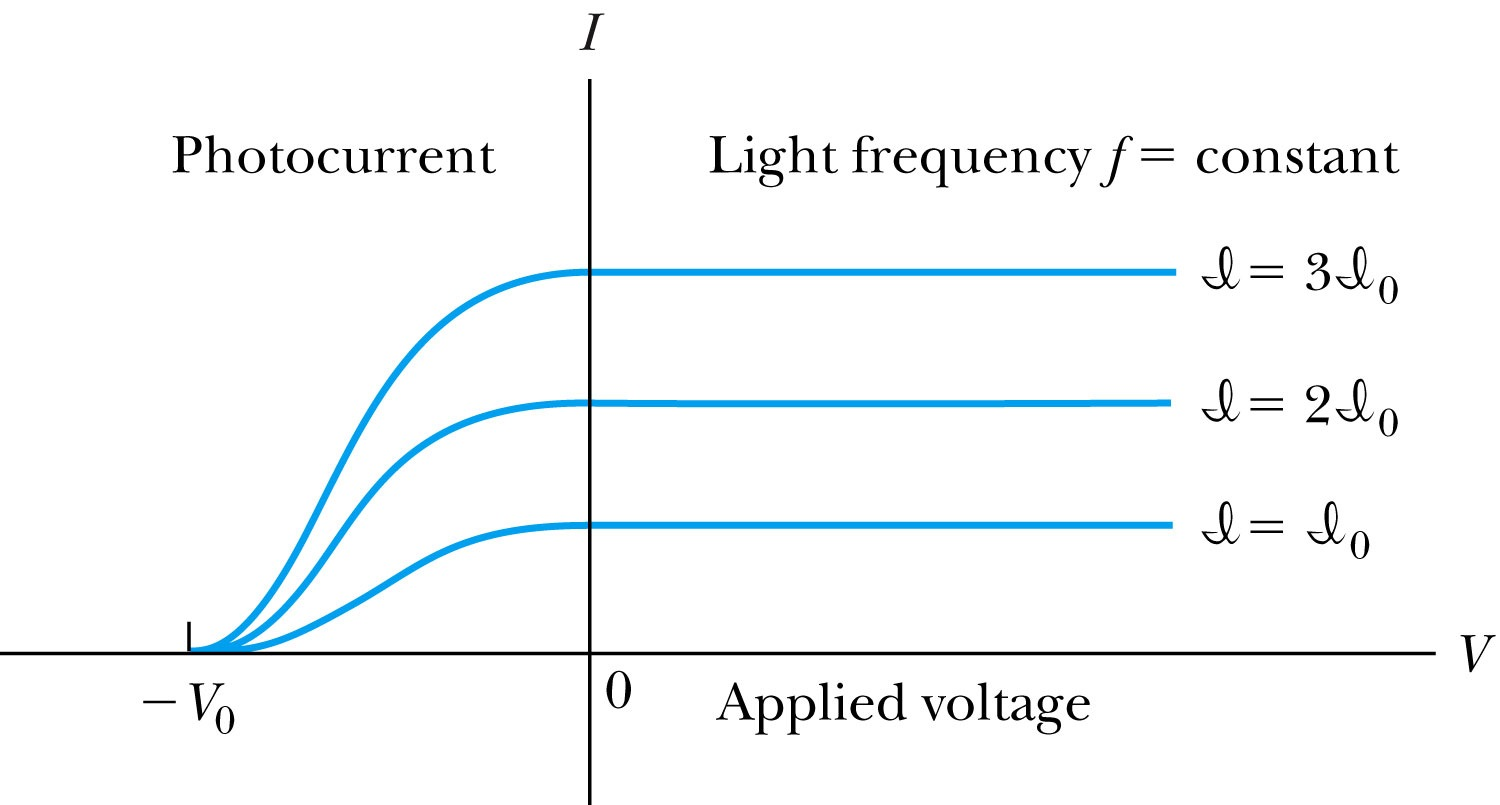 I
Photocurrent
Light frequency f = constant
ℐ = 3ℐ₀
ℐ = 2ℐ₀
ℐ = ℐ₀
V
−V₀
0
Applied voltage